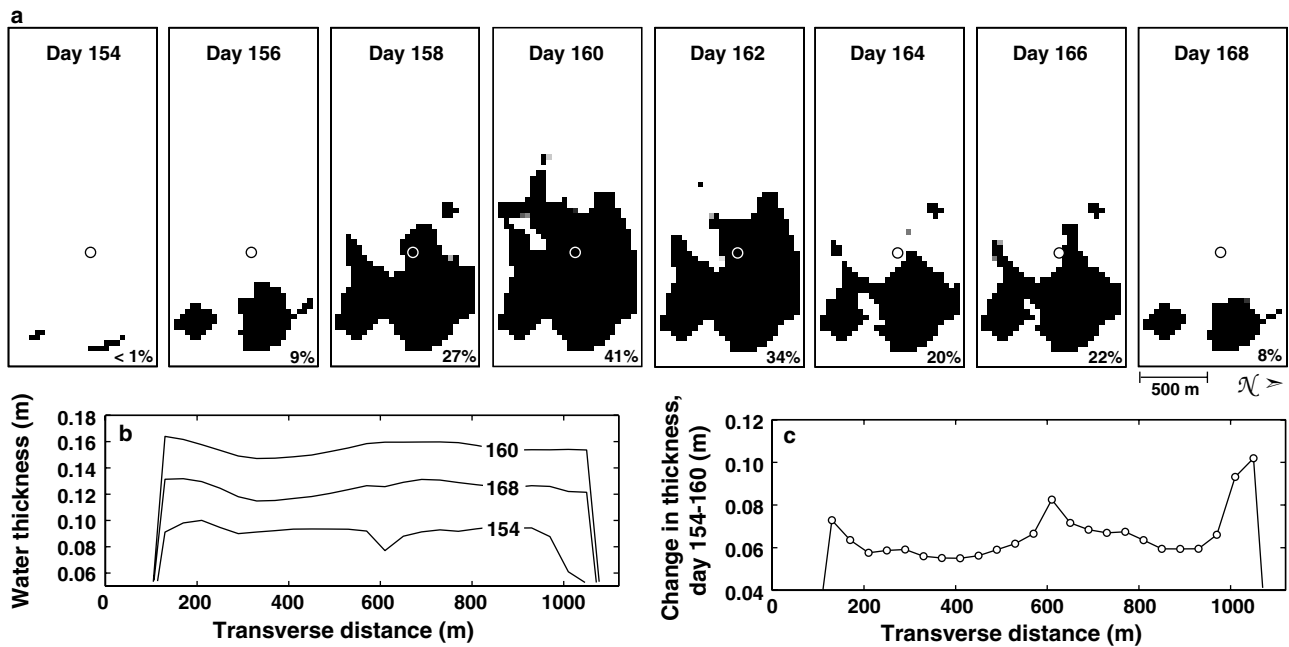 a
Day 154
Day 156
Day 158
Day 160
Day 162
Day 164
Day 166
Day 168
< 1%
9%
27%
41%
34%
20%
22%
8%
500 m
N
b
Water thickness (m)
0.18
0.16
0.14
0.12
0.10
0.08
0.06
160
168
154
0
200
400
600
800
1000
Transverse distance (m)
c
Change in thickness,
day 154-160 (m)
0.12
0.10
0.08
0.06
0.04
0
200
400
600
800
1000
Transverse distance (m)